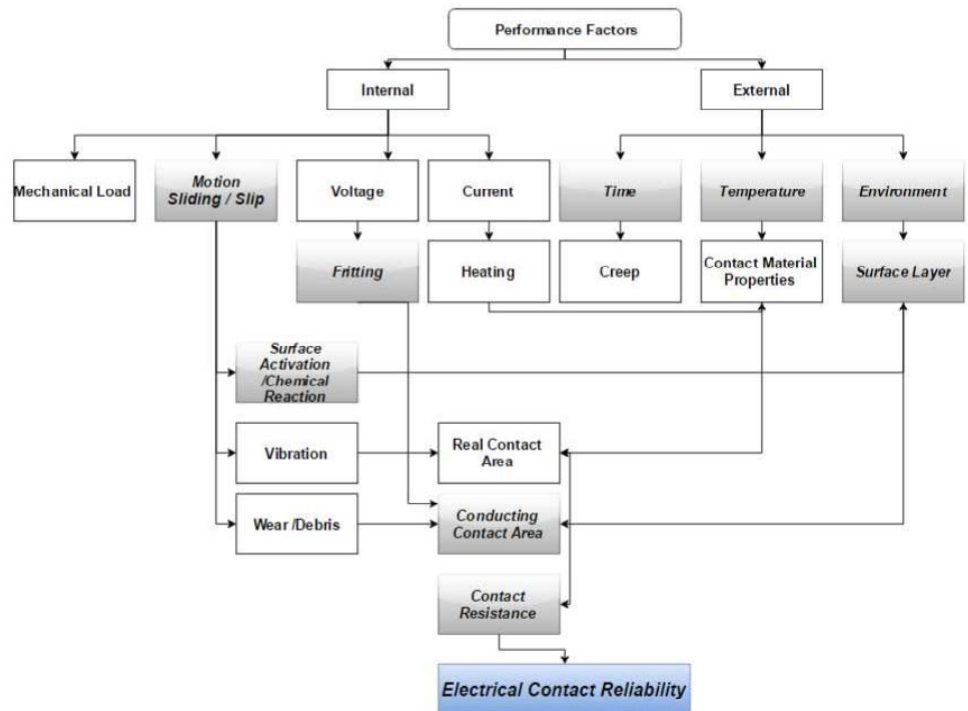 Performance Factors
Internal
External
Mechanical Load
Motion
Sliding / Slip
Voltage
Current
Time
Temperature
Environment
Fritting
Heating
Creep
Contact Material
Properties
Surface Layer
Surface
Activation
/Chemical
Reaction
Vibration
Real Contact
Area
Wear /Debris
Conducting
Contact Area
Contact
Resistance
Electrical Contact Reliability